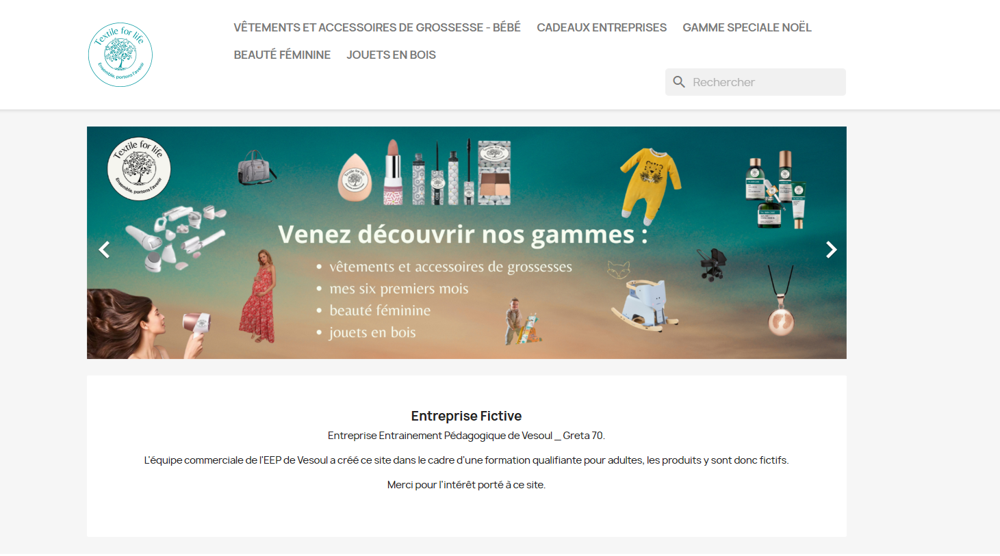 Textile for life
Ensemble, portons l'avenir
VÊTEMENTS ET ACCESSOIRES DE GROSSESSE - BÉBÉ CADEAUX ENTREPRISES GAMME SPECIALE NOËL
BEAUTÉ FÉMININE JOUETS EN BOIS
Rechercher
Textile for life
Ensemble, portons l'avenir
Venez découvrir nos gammes :
• vêtements et accessoires de grossesses
• mes six premiers mois
• beauté féminine
• jouets en bois
Entreprise Fictive
Entreprise Entrainement Pédagogique de Vesoul _ Greta 70.
L'équipe commerciale de l'EEP de Vesoul a créé ce site dans le cadre d'une formation qualifiante pour adultes, les produits y sont donc fictifs.
Merci pour l'intérêt porté à ce site.